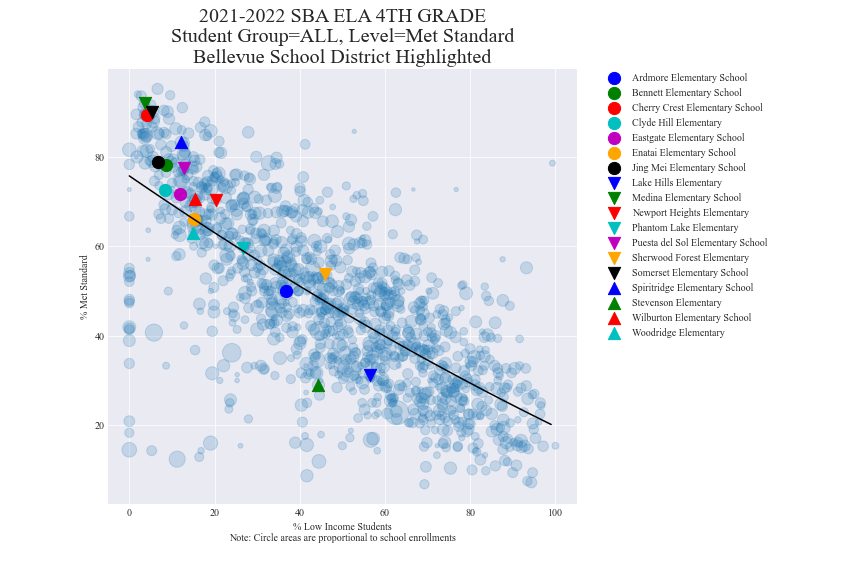 2021-2022 SBA ELA 4TH GRADE
Student Group=ALL, Level=Met Standard
Bellevue School District Highlighted
% Met Standard
80
60
40
20
0
20
40
60
80
100
% Low Income Students
Note: Circle areas are proportional to school enrollments
Ardmore Elementary School
Bennett Elementary School
Cherry Crest Elementary School
Clyde Hill Elementary
Eastgate Elementary School
Enatai Elementary School
Jing Mei Elementary School
Lake Hills Elementary
Medina Elementary School
Newport Heights Elementary
Phantom Lake Elementary
Puesta del Sol Elementary School
Sherwood Forest Elementary
Somerset Elementary School
Spiritridge Elementary School
Stevenson Elementary
Wilburton Elementary School
Woodridge Elementary